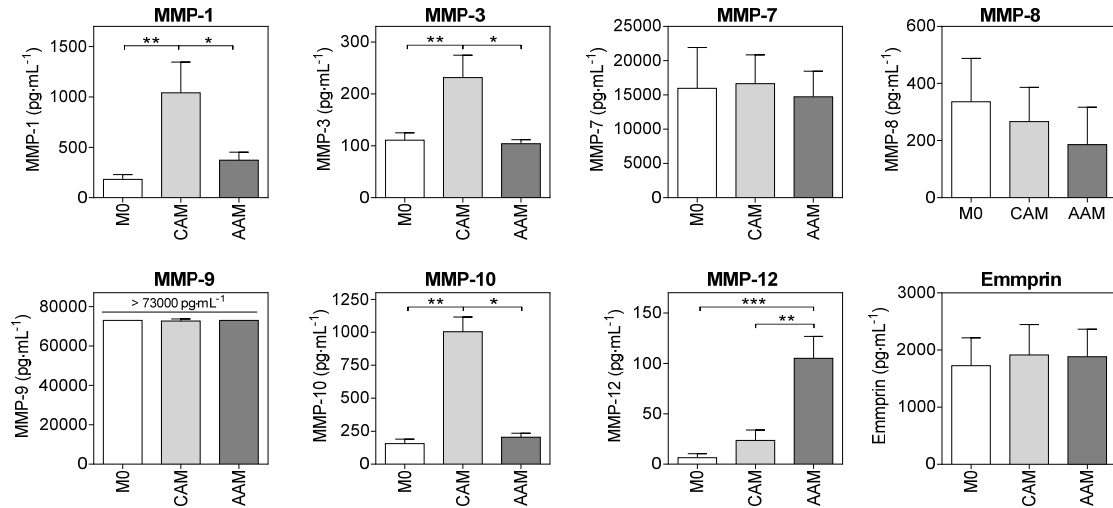 MMP-1
MMP-1 (pg·mL⁻¹)
1500
1000
500
0
**
*
M0
CAM
AAM
MMP-3
MMP-3 (pg·mL⁻¹)
300
200
100
0
**
*
M0
CAM
AAM
MMP-7
MMP-7 (pg·mL⁻¹)
25000
20000
15000
10000
5000
0
M0
CAM
AAM
MMP-8
MMP-8 (pg·mL⁻¹)
600
400
200
0
M0 CAM AAM
MMP-9
MMP-9 (pg·mL⁻¹)
> 73000 pg·mL⁻¹
80000
60000
40000
20000
0
M0
CAM
AAM
MMP-10
MMP-10 (pg·mL⁻¹)
1250
1000
750
500
250
0
**
*
M0
CAM
AAM
MMP-12
MMP-12 (pg·mL⁻¹)
150
100
50
0
***
**
M0
CAM
AAM
Emmprin
Emmprin (pg·mL⁻¹)
3000
2000
1000
0
M0
CAM
AAM